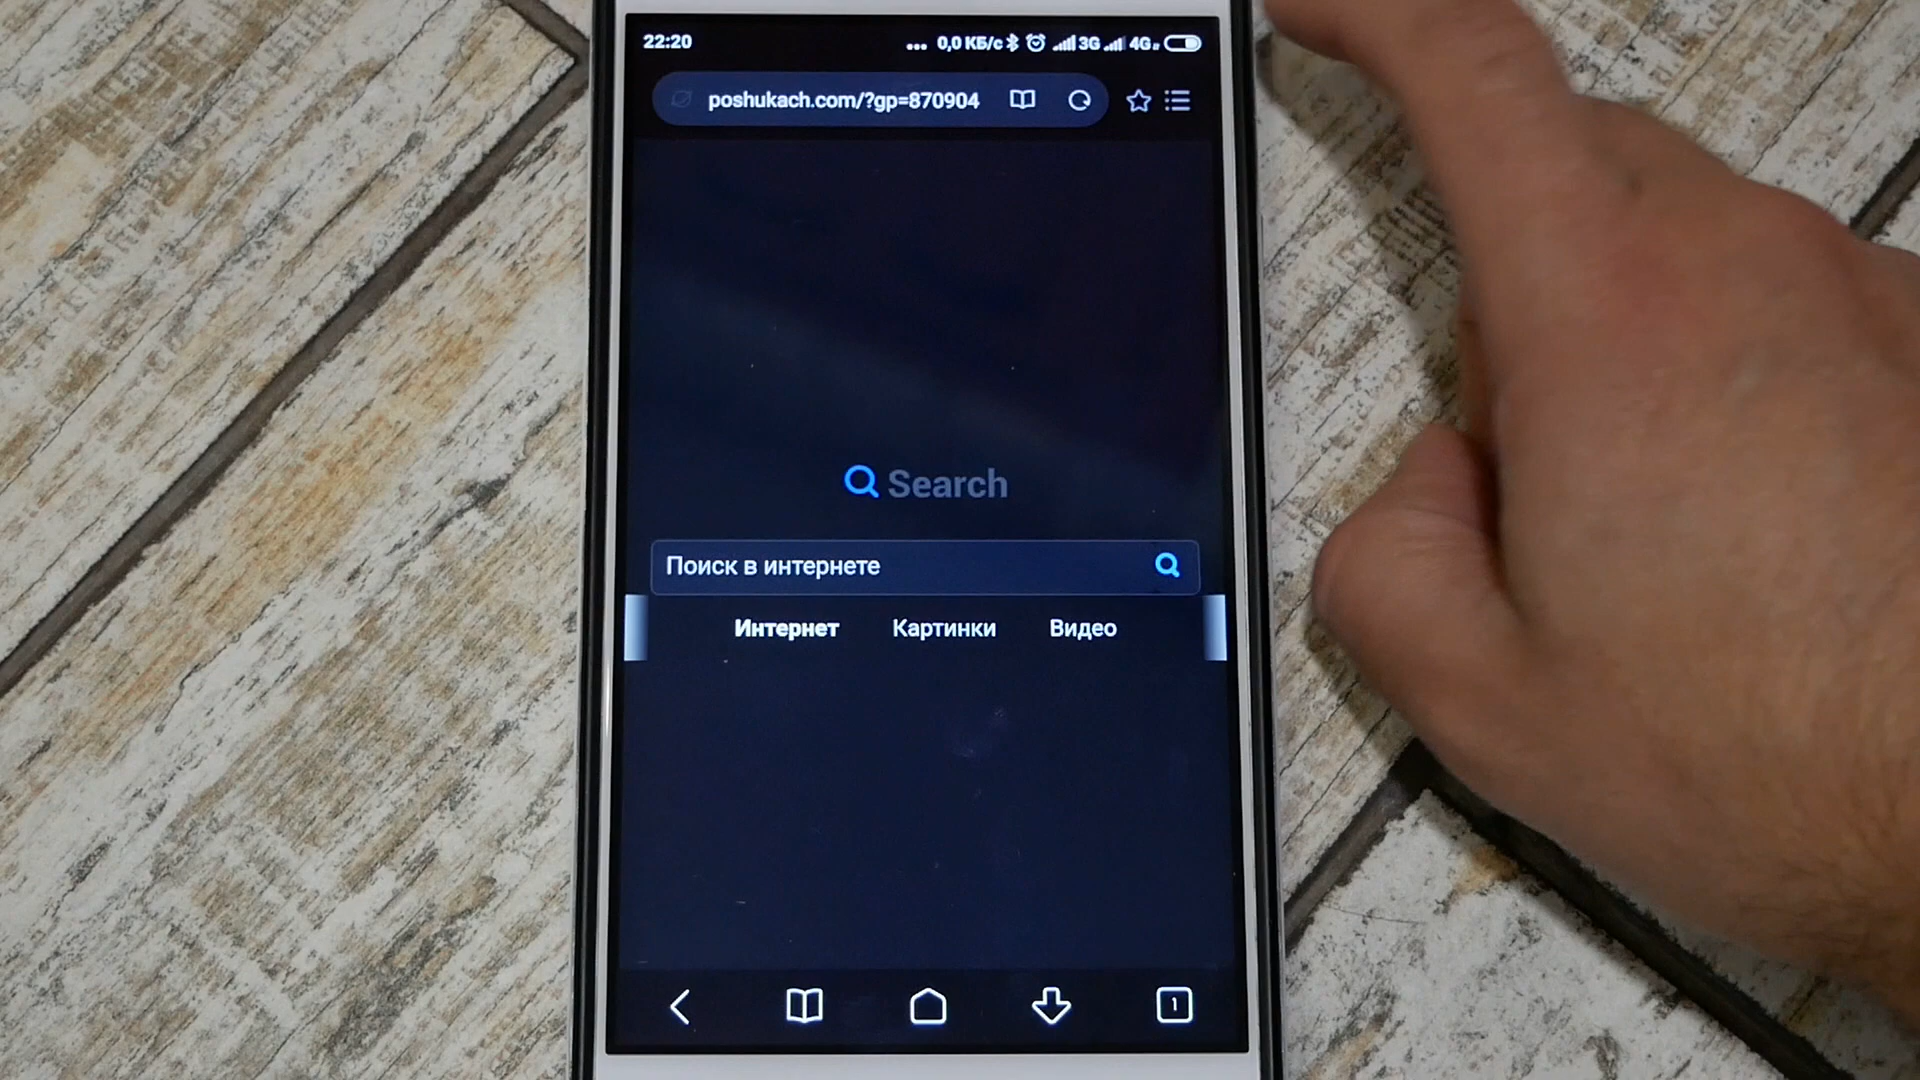 22:20 ... 0,0 КБ/с 3G 4G
poshukach.com/?gp=870904
Search
Поиск в интернете
Интернет Картинки Видео
1